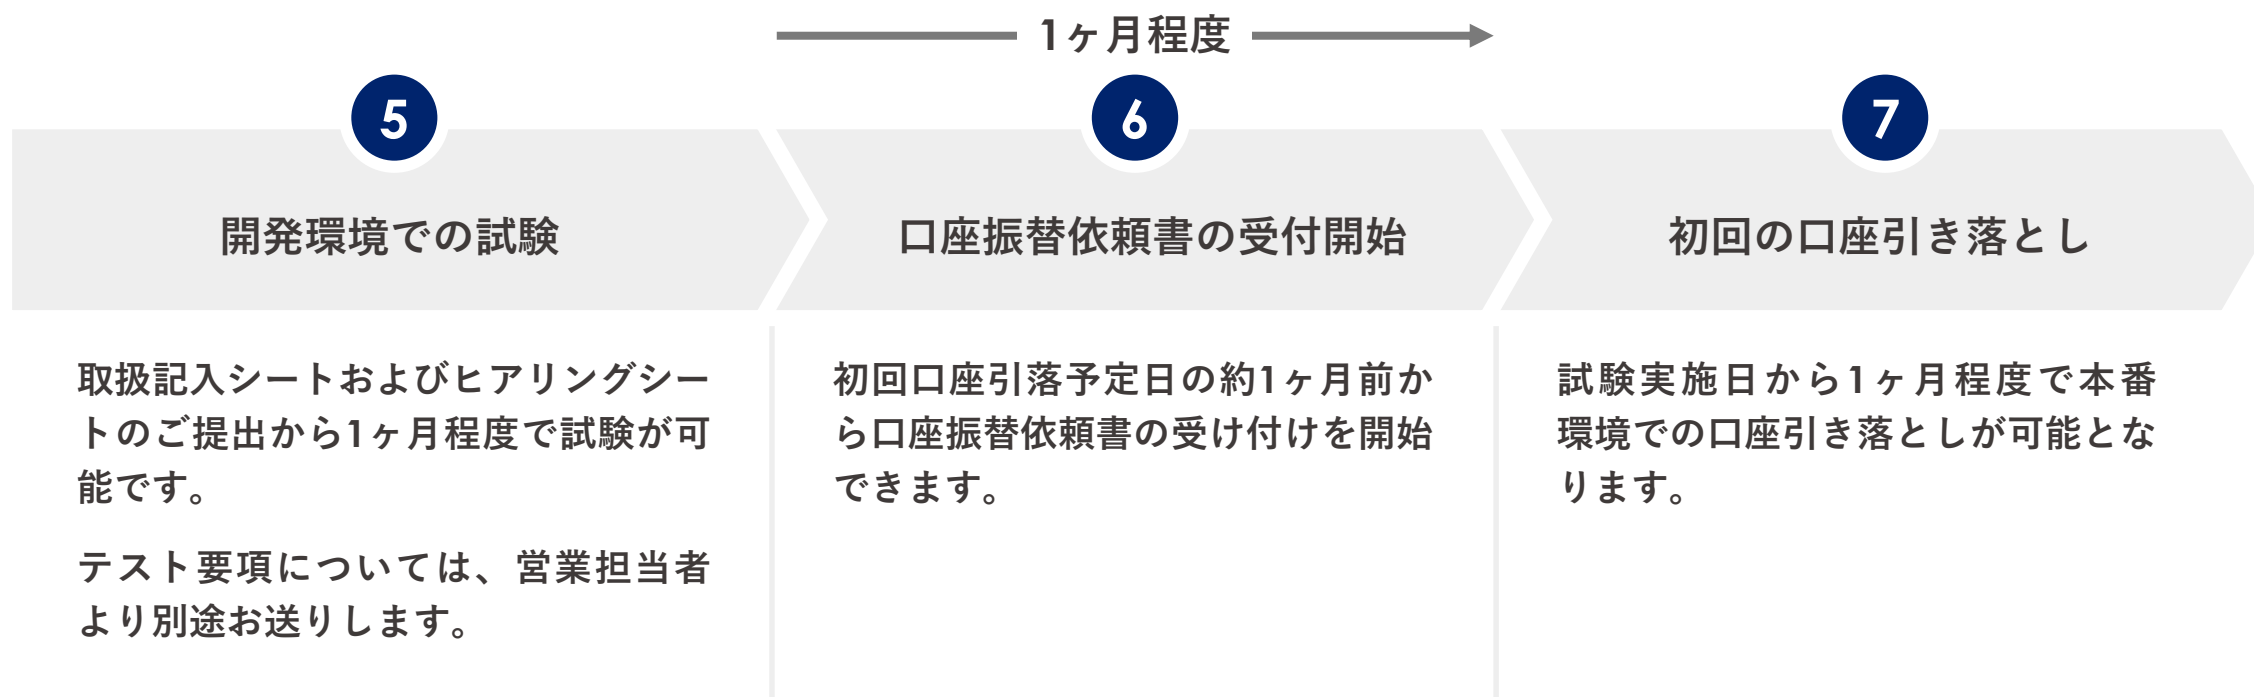 1ヶ月程度
5
開発環境での試験
取扱記入シートおよびヒアリングシー
トのご提出から1ヶ月程度で試験が可
能です。
テスト要項については、営業担当者
より別途お送りします。
6
口座振替依頼書の受付開始
初回口座引落予定日の約1ヶ月前か
ら口座振替依頼書の受け付けを開始
できます。
7
初回の口座引き落とし
試験実施日から1ヶ月程度で本番
環境での口座引き落としが可能とな
ります。